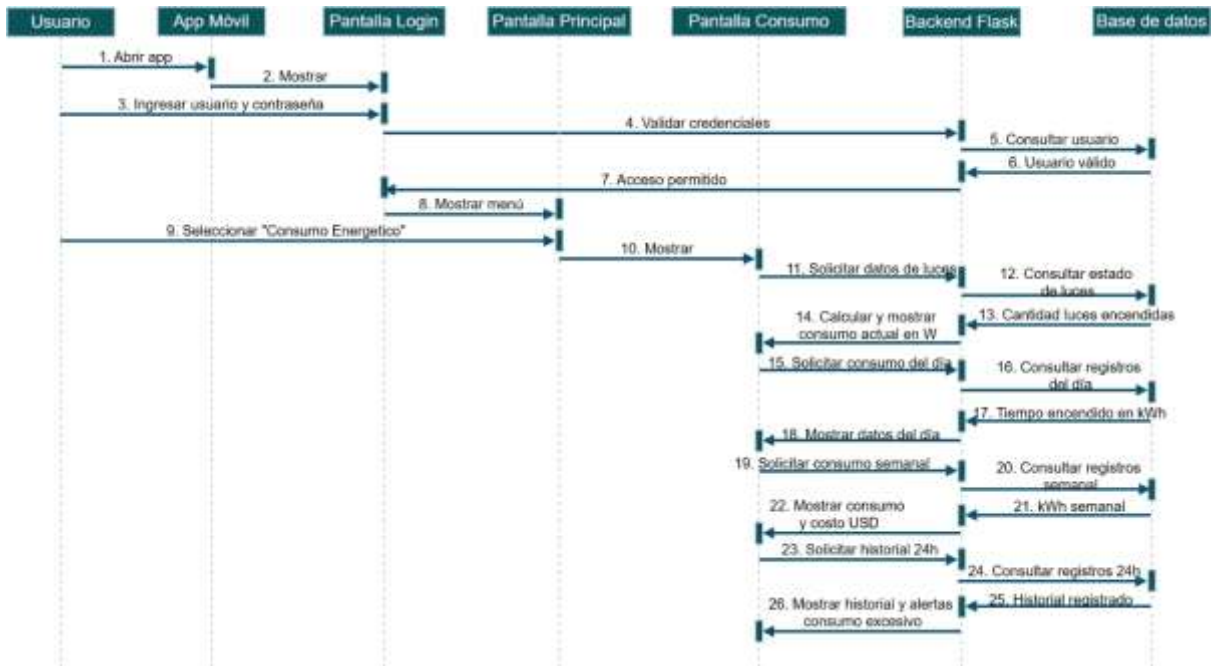 Usuario
App Móvil
Pantalla Login
Pantalla Principal
Pantalla Consumo
Backend Flask
Base de datos
1. Abrir app
2. Mostrar
3. Ingresar usuario y contraseña
4. Validar credenciales
5. Consultar usuario
6. Usuario válido
7. Acceso permitido
8. Mostrar menú
9. Seleccionar "Consumo Energetico"
10. Mostrar
11. Solicitar datos de luces
12. Consultar estado
de luces
13. Cantidad luces encendidas
14. Calcular y mostrar
consumo actual en W
15. Solicitar consumo del día
16. Consultar registros
del día
17. Tiempo encendido en kWh
18. Mostrar datos del día
19. Solicitar consumo semanal
20. Consultar registros
semanal
21. kWh semanal
22. Mostrar consumo
y costo USD
23. Solicitar historial 24h
24. Consultar registros 24h
25. Historial registrado
26. Mostrar historial y alertas
consumo excesivo